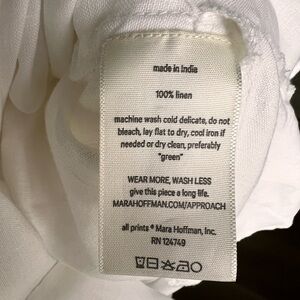 made in India
100% linen
machine wash cold delicate, do not
bleach, lay flat to dry, cool iron if
needed or dry clean, preferably
"green"
WEAR MORE, WASH LESS
give this piece a long life.
MARAHOFFMAN.COM/APPROACH
all prints © Mara Hoffman, Inc.
RN 124749